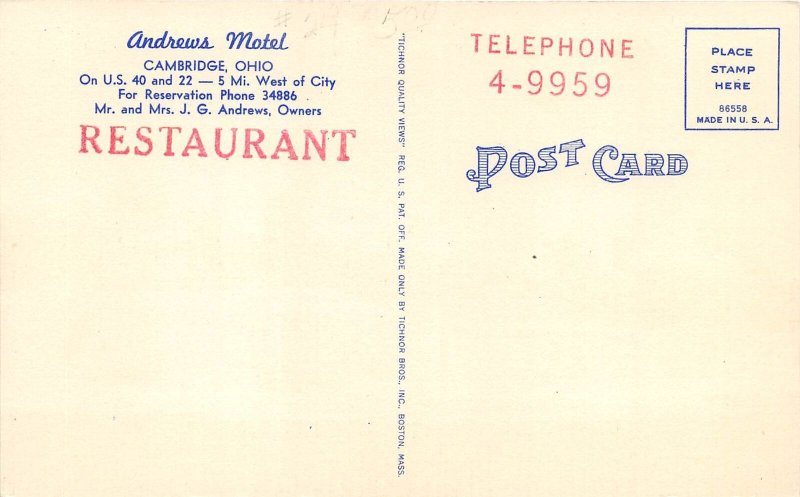 Andrews Motel
CAMBRIDGE, OHIO
On U.S. 40 and 22 — 5 Mi. West of City
For Reservation Phone 34886
Mr. and Mrs. J. G. Andrews, Owners
RESTAURANT
"TICHNOR QUALITY VIEWS" REG. U. S. PAT. OFF. MADE ONLY BY TICHNOR BROS., INC., BOSTON, MASS.
TELEPHONE
4-9959
POST CARD
PLACE
STAMP
HERE
86558
MADE IN U. S. A.